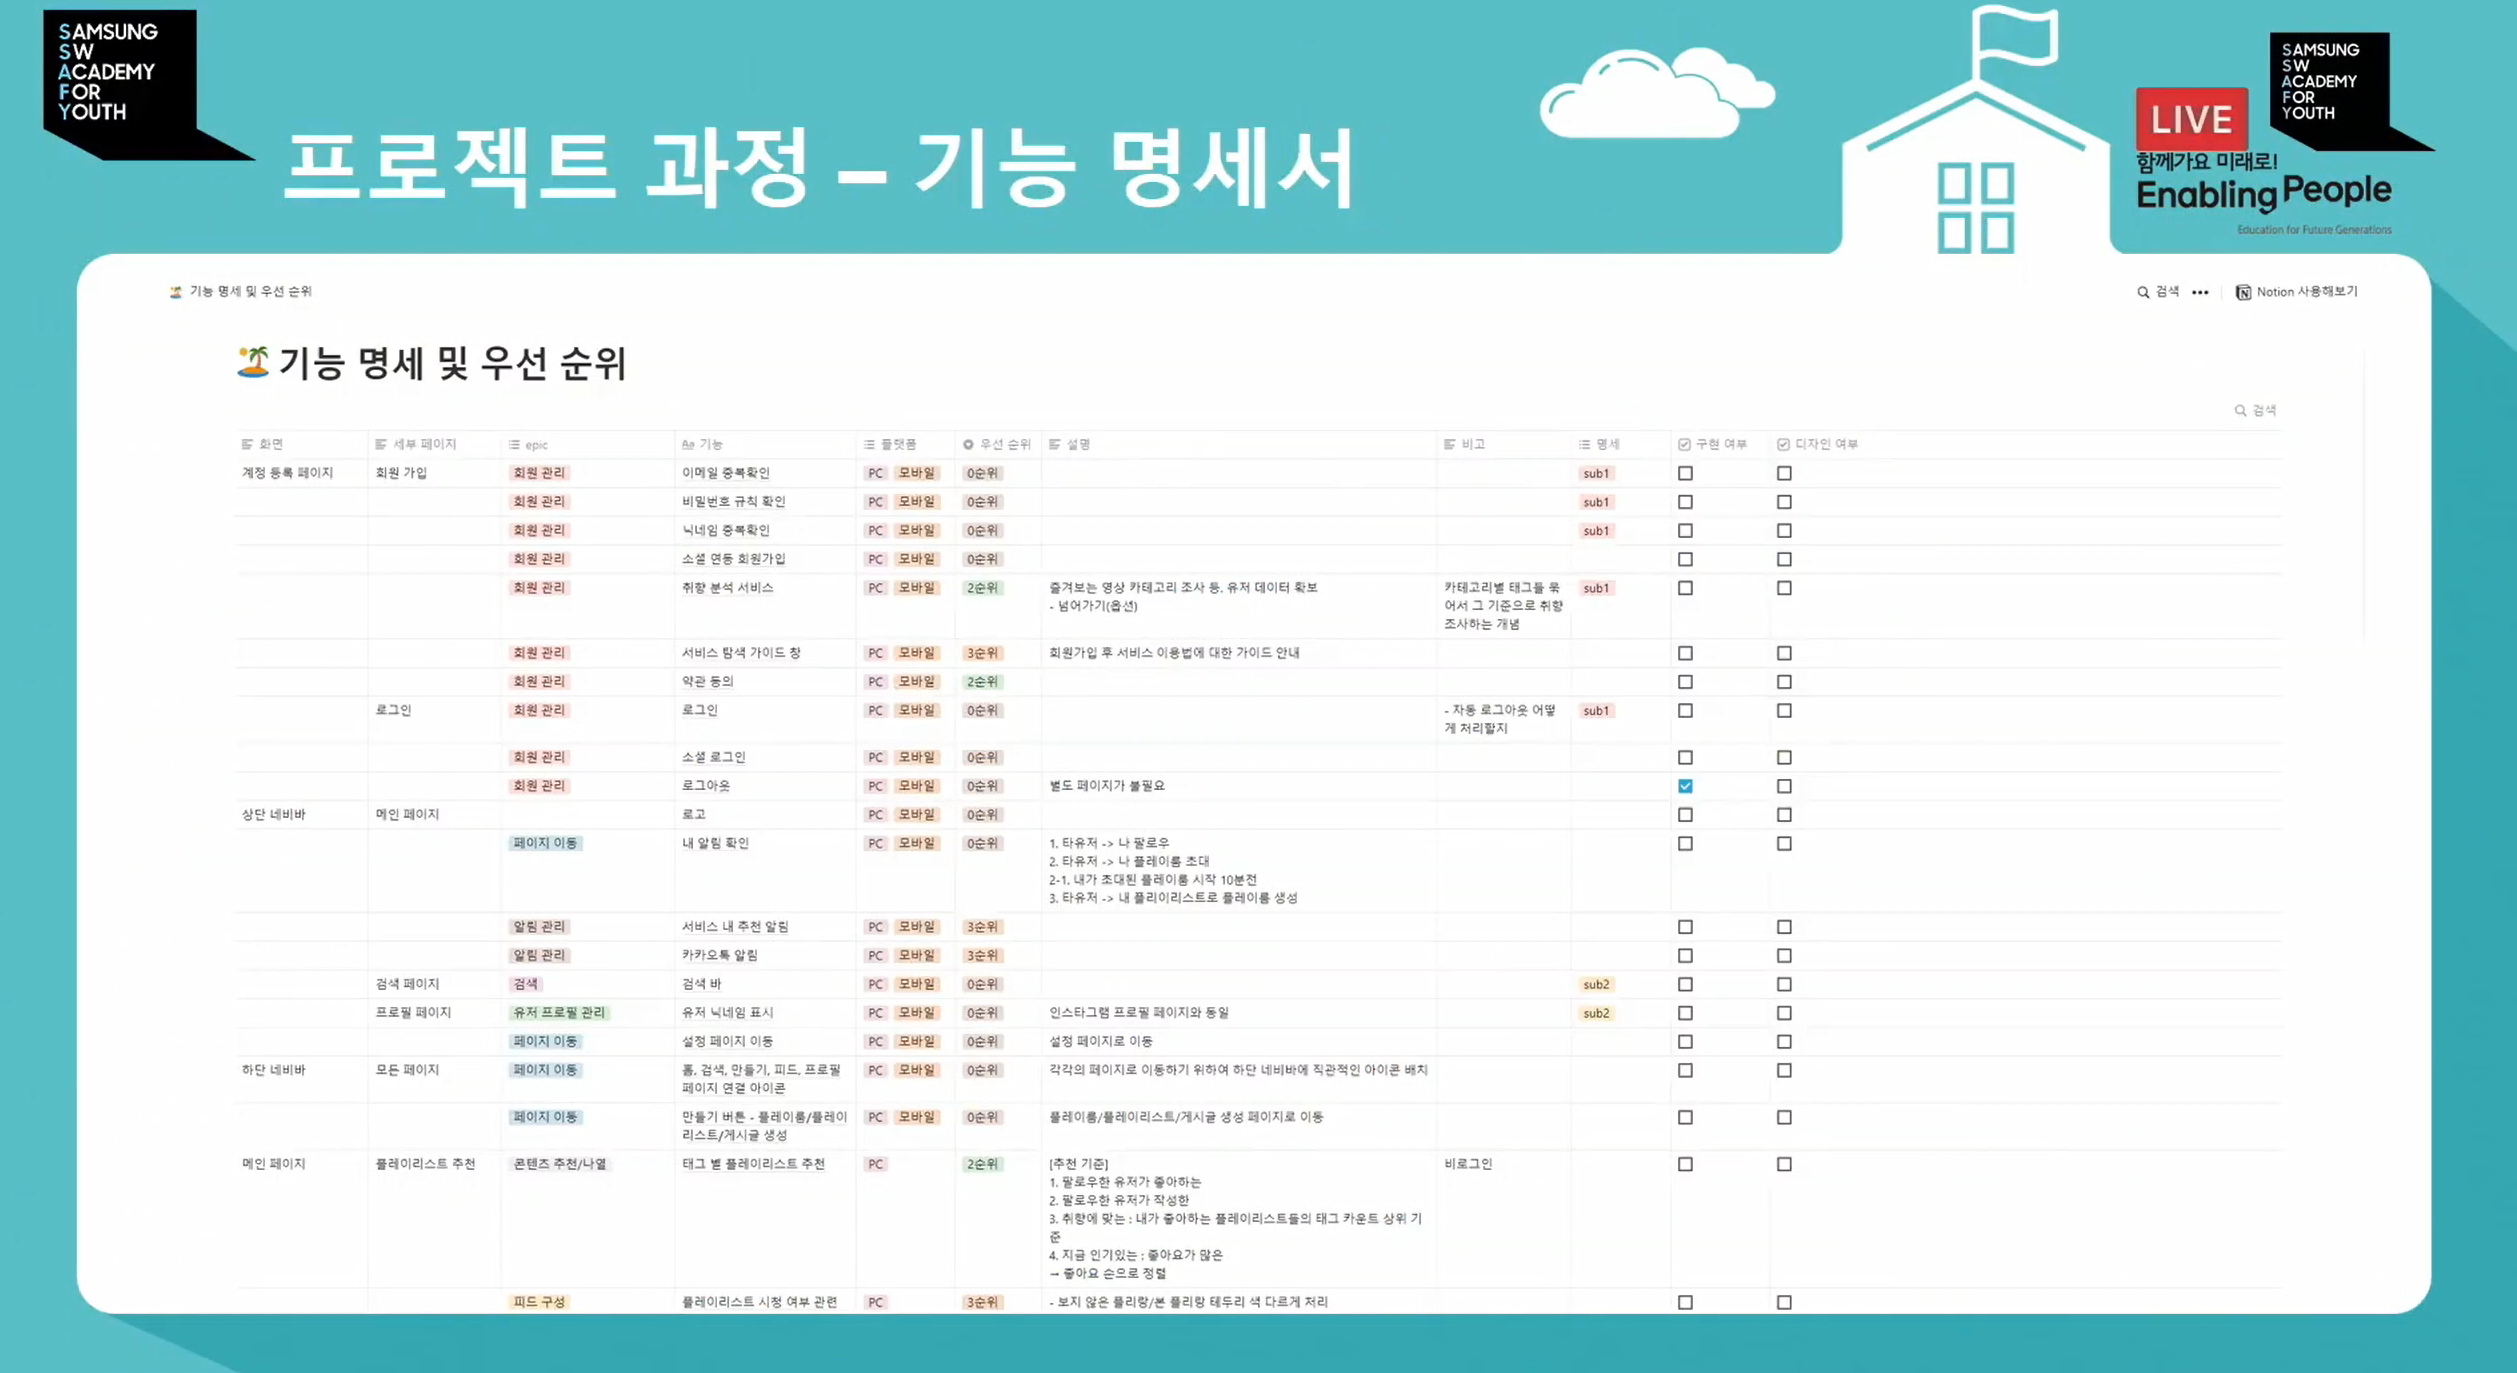 SAMSUNG
SW
ACADEMY
FOR
YOUTH
프로젝트 과정 – 기능 명세서
LIVE
SAMSUNG
SW
ACADEMY
FOR
YOUTH
함께가요 미래로!
Enabling People
Education for Future Generations
기능 명세 및 우선 순위
검색 ••• Notion 사용해보기
기능 명세 및 우선 순위
검색
화면 세부 페이지 epic Aa 기능 플랫폼 우선 순위 설명 비고 명세 구현 여부 디자인 여부
계정 등록 페이지 회원 가입 회원 관리 이메일 중복확인 PC 모바일 0순위 sub1
회원 관리 비밀번호 규칙 확인 PC 모바일 0순위 sub1
회원 관리 닉네임 중복확인 PC 모바일 0순위 sub1
회원 관리 소셜 연동 회원가입 PC 모바일 0순위
회원 관리 취향 분석 서비스 PC 모바일 2순위 즐겨보는 영상 카테고리 조사 등, 유저 데이터 확보 카테고리별 태그들 묶 sub1
- 넘어가기(옵션) 어서 그 기준으로 취향
조사하는 개념
회원 관리 서비스 탐색 가이드 창 PC 모바일 3순위 회원가입 후 서비스 이용법에 대한 가이드 안내
회원 관리 약관 동의 PC 모바일 2순위
로그인 회원 관리 로그인 PC 모바일 0순위 - 자동 로그아웃 어떻 sub1
게 처리할지
회원 관리 소셜 로그인 PC 모바일 0순위
회원 관리 로그아웃 PC 모바일 0순위 별도 페이지가 불필요
상단 네비바 메인 페이지 로고 PC 모바일 0순위
페이지 이동 내 알림 확인 PC 모바일 0순위 1. 타유저 -> 나 팔로우
2. 타유저 -> 나 플레이룸 초대
2-1. 내가 초대된 플레이룸 시작 10분전
3. 타유저 -> 내 플리이리스트로 플레이룸 생성
알림 관리 서비스 내 추천 알림 PC 모바일 3순위
알림 관리 카카오톡 알림 PC 모바일 3순위
검색 페이지 검색 검색 바 PC 모바일 0순위 sub2
프로필 페이지 유저 프로필 관리 유저 닉네임 표시 PC 모바일 0순위 인스타그램 프로필 페이지와 동일 sub2
페이지 이동 설정 페이지 이동 PC 모바일 0순위 설정 페이지로 이동
하단 네비바 모든 페이지 페이지 이동 홈, 검색, 만들기, 피드, 프로필 PC 모바일 0순위 각각의 페이지로 이동하기 위하여 하단 네비바에 직관적인 아이콘 배치
페이지 연결 아이콘
페이지 이동 만들기 버튼 - 플레이룸/플레이 PC 모바일 0순위 플레이룸/플레이리스트/게시글 생성 페이지로 이동
리스트/게시글 생성
메인 페이지 플레이리스트 추천 콘텐츠 추천/나열 태그 별 플레이리스트 추천 PC 2순위 [추천 기준] 비로그인
1. 팔로우한 유저가 좋아하는
2. 팔로우한 유저가 작성한
3. 취향에 맞는 : 내가 좋아하는 플레이리스트들의 태그 카운트 상위 기
준
4. 지금 인기있는 : 좋아요가 많은
→ 좋아요 순으로 정렬
피드 구성 플레이리스트 시청 여부 관련 PC 3순위 - 보지 않은 플리랑/본 플리랑 테두리 색 다르게 처리